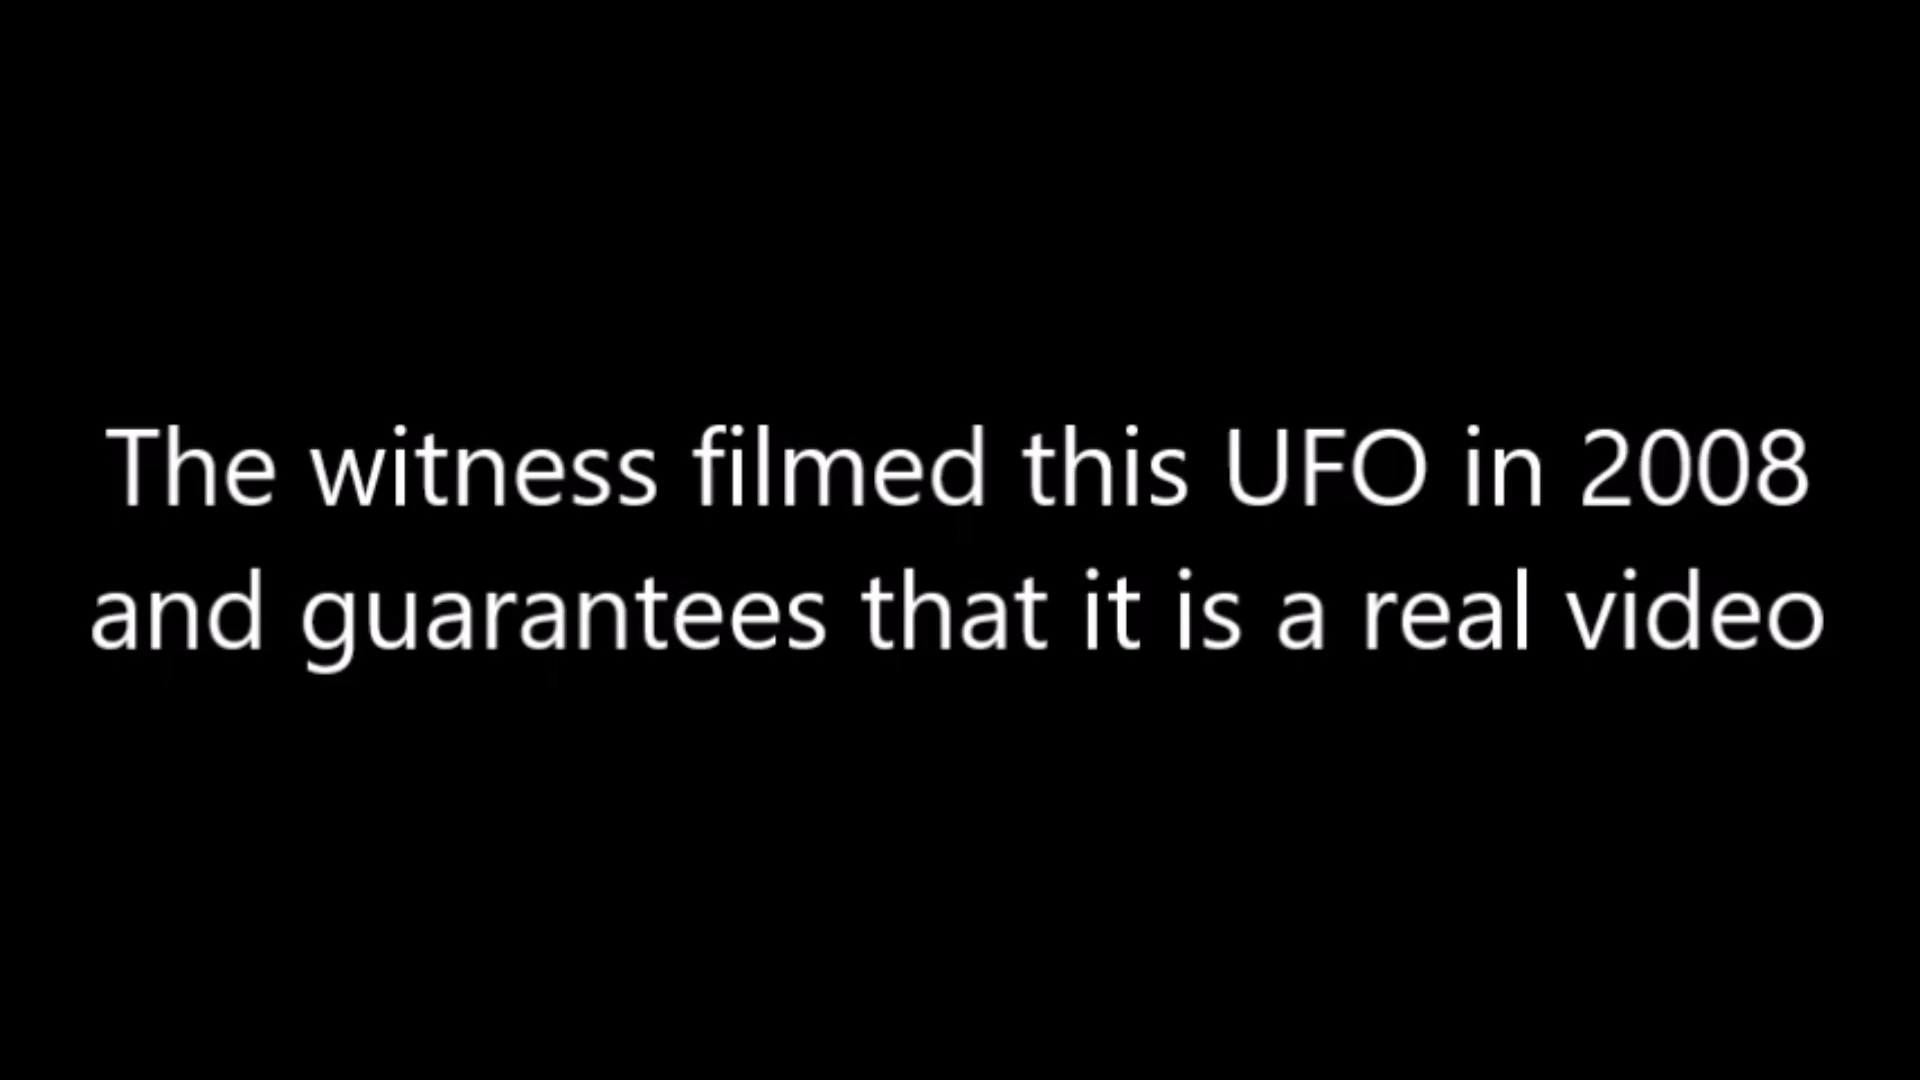 The witness filmed this UFO in 2008
and guarantees that it is a real video